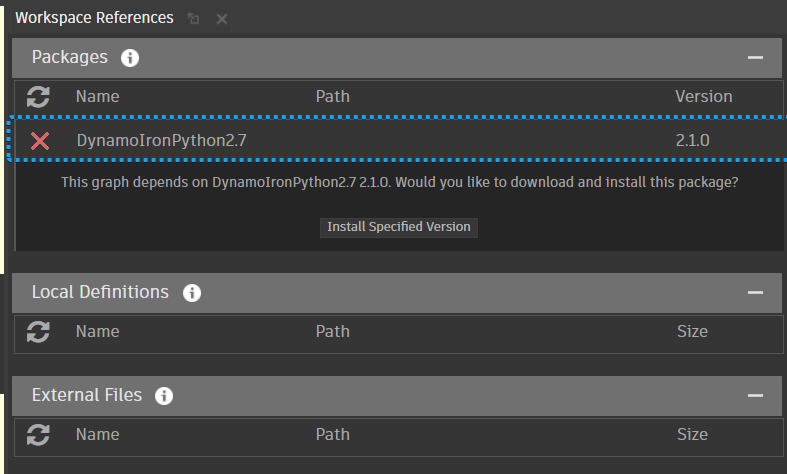 Workspace References
Packages
Name Path Version
DynamoIronPython2.7 2.1.0
This graph depends on DynamoIronPython2.7 2.1.0. Would you like to download and install this package?
Install Specified Version
Local Definitions
Name Path Size
External Files
Name Path Size